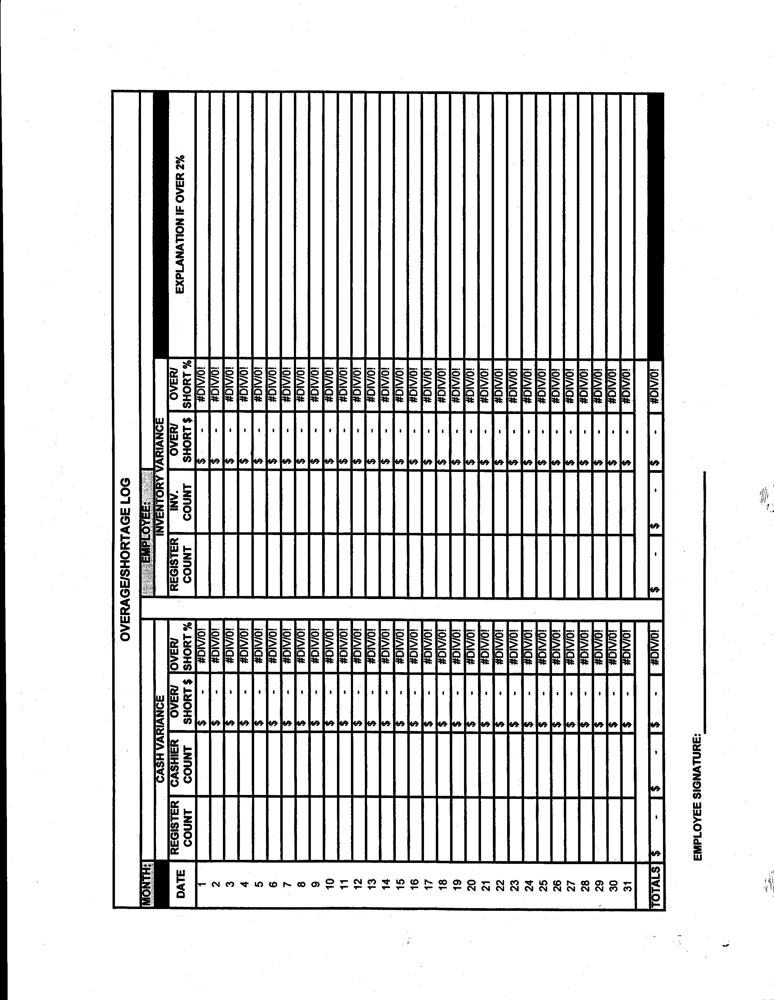 OVERAGE/SHORTAGE LOG
MONTH: EMPLOYEE:
CASH VARIANCE INVENTORY VARIANCE
DATE REGISTER COUNT CASHIER COUNT OVER/ SHORT $ OVER/ SHORT % REGISTER COUNT INV. COUNT OVER/ SHORT $ OVER/ SHORT % EXPLANATION IF OVER 2%
1 $ - #DIV/0! $ - #DIV/0!
2 $ - #DIV/0! $ - #DIV/0!
3 $ - #DIV/0! $ - #DIV/0!
4 $ - #DIV/0! $ - #DIV/0!
5 $ - #DIV/0! $ - #DIV/0!
6 $ - #DIV/0! $ - #DIV/0!
7 $ - #DIV/0! $ - #DIV/0!
8 $ - #DIV/0! $ - #DIV/0!
9 $ - #DIV/0! $ - #DIV/0!
10 $ - #DIV/0! $ - #DIV/0!
11 $ - #DIV/0! $ - #DIV/0!
12 $ - #DIV/0! $ - #DIV/0!
13 $ - #DIV/0! $ - #DIV/0!
14 $ - #DIV/0! $ - #DIV/0!
15 $ - #DIV/0! $ - #DIV/0!
16 $ - #DIV/0! $ - #DIV/0!
17 $ - #DIV/0! $ - #DIV/0!
18 $ - #DIV/0! $ - #DIV/0!
19 $ - #DIV/0! $ - #DIV/0!
20 $ - #DIV/0! $ - #DIV/0!
21 $ - #DIV/0! $ - #DIV/0!
22 $ - #DIV/0! $ - #DIV/0!
23 $ - #DIV/0! $ - #DIV/0!
24 $ - #DIV/0! $ - #DIV/0!
25 $ - #DIV/0! $ - #DIV/0!
26 $ - #DIV/0! $ - #DIV/0!
27 $ - #DIV/0! $ - #DIV/0!
28 $ - #DIV/0! $ - #DIV/0!
29 $ - #DIV/0! $ - #DIV/0!
30 $ - #DIV/0! $ - #DIV/0!
31 $ - #DIV/0! $ - #DIV/0!
TOTALS $ - $ - $ - #DIV/0! $ - $ - $ - #DIV/0!
EMPLOYEE SIGNATURE: